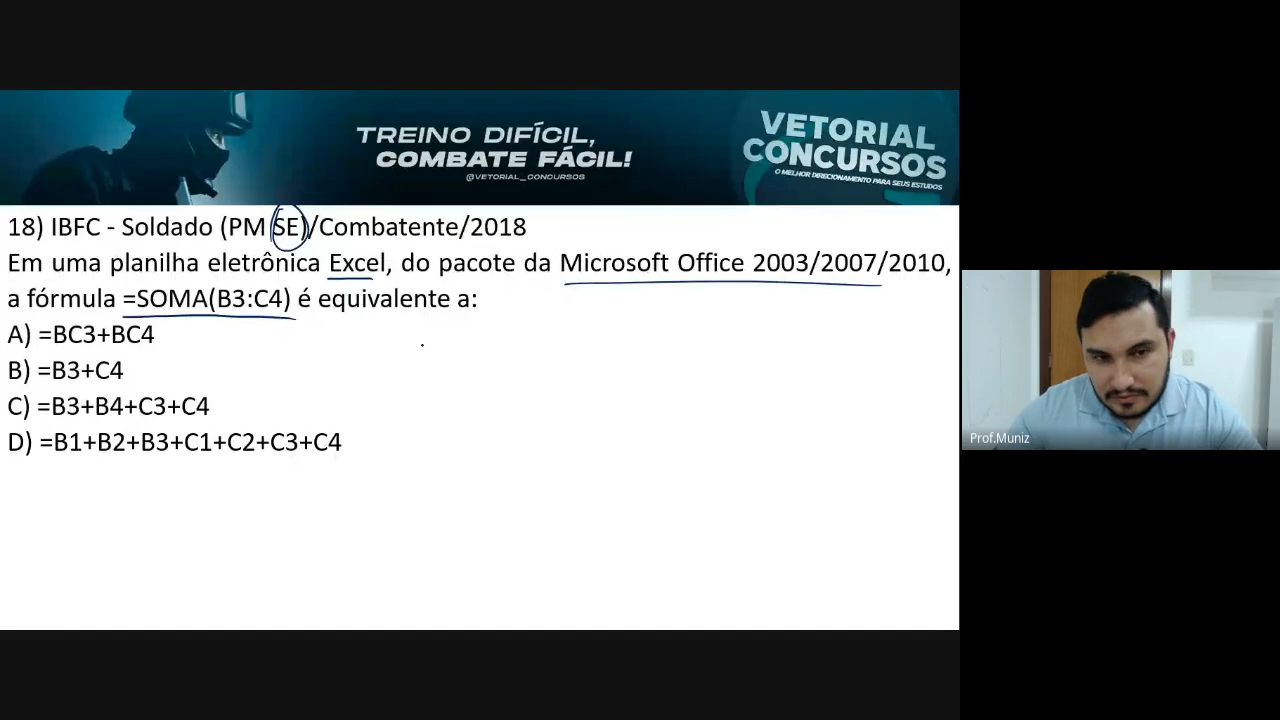 TREINO DIFÍCIL,
COMBATE FÁCIL!
@VETORIAL_CONCURSOS
VETORIAL
CONCURSOS
O MELHOR DIRECIONAMENTO PARA SEUS ESTUDOS
18) IBFC - Soldado (PM SE)/Combatente/2018
Em uma planilha eletrônica Excel, do pacote da Microsoft Office 2003/2007/2010,
a fórmula =SOMA(B3:C4) é equivalente a:
A) =BC3+BC4
B) =B3+C4
C) =B3+B4+C3+C4
D) =B1+B2+B3+C1+C2+C3+C4
Prof.Muniz